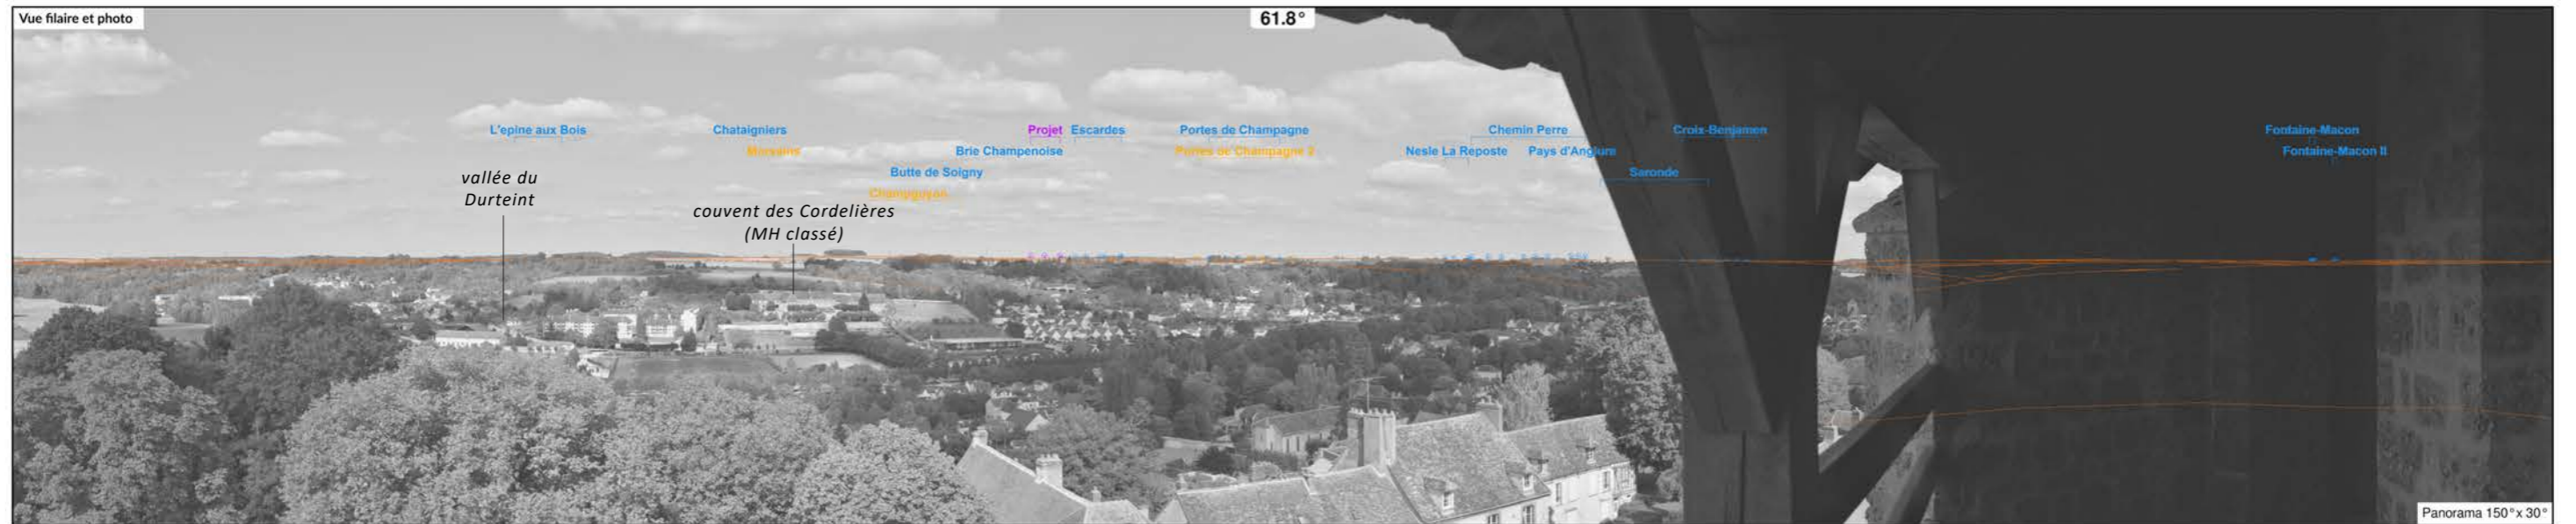 Vue filaire et photo
61.8°
L'epine aux Bois
Chataigniers
Projet
Escardes
Portes de Champagne
Chemin Perre
Croix-Benjamen
Fontaine-Macon
Morsains
Brie Champenoise
Portes de Champagne 2
Nesle La Reposte
Pays d'Anglure
Fontaine-Macon II
Butte de Soigny
Saronde
Champguyon
vallée du
Durteint
couvent des Cordelières
(MH classé)
Panorama 150°x 30°